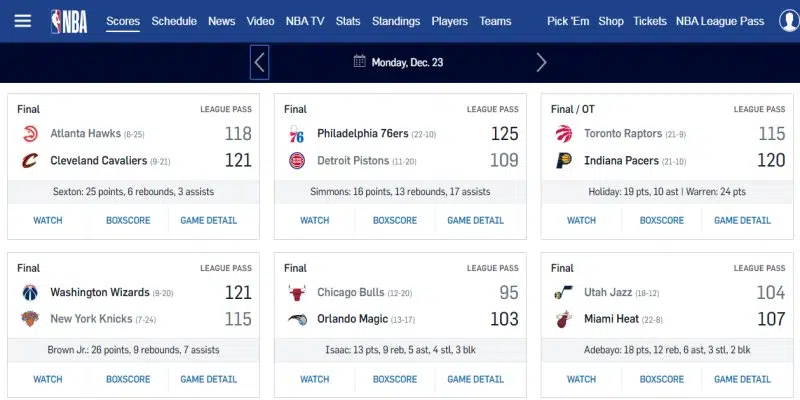 NBA Scores Schedule News Video NBA TV Stats Standings Players Teams Pick 'Em Shop Tickets NBA League Pass
Monday, Dec. 23
Final LEAGUE PASS
Atlanta Hawks (6-25) 118
Cleveland Cavaliers (9-21) 121
Sexton: 25 points, 6 rebounds, 3 assists
WATCH BOXSCORE GAME DETAIL
Final LEAGUE PASS
76 Philadelphia 76ers (22-10) 125
Detroit Pistons (11-20) 109
Simmons: 16 points, 13 rebounds, 17 assists
WATCH BOXSCORE GAME DETAIL
Final / OT LEAGUE PASS
Toronto Raptors (21-9) 115
Indiana Pacers (21-10) 120
Holiday: 19 pts, 10 ast | Warren: 24 pts
WATCH BOXSCORE GAME DETAIL
Final LEAGUE PASS
Washington Wizards (9-20) 121
New York Knicks (7-24) 115
Brown Jr.: 26 points, 9 rebounds, 7 assists
WATCH BOXSCORE GAME DETAIL
Final LEAGUE PASS
Chicago Bulls (12-20) 95
Orlando Magic (13-17) 103
Isaac: 13 pts, 9 reb, 5 ast, 4 stl, 3 blk
WATCH BOXSCORE GAME DETAIL
Final LEAGUE PASS
Utah Jazz (18-12) 104
Miami Heat (22-8) 107
Adebayo: 18 pts, 12 reb, 6 ast, 3 stl, 2 blk
WATCH BOXSCORE GAME DETAIL